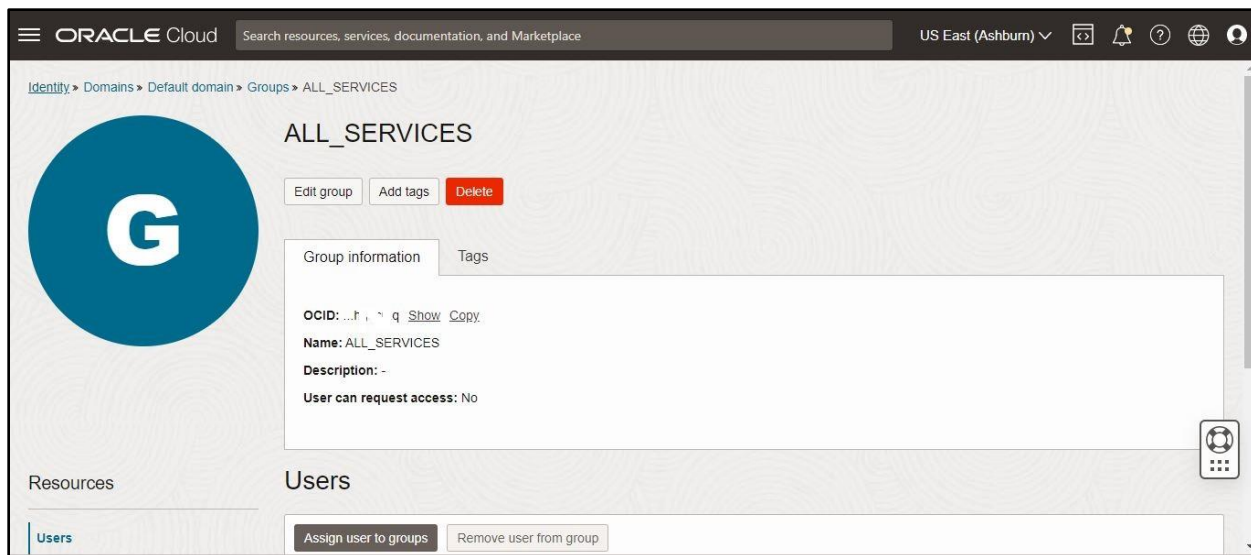 ORACLE Cloud
Search resources, services, documentation, and Marketplace
US East (Ashburn)
Identity » Domains » Default domain » Groups » ALL_SERVICES
G
ALL_SERVICES
Edit group
Add tags
Delete
Group information
Tags
OCID: Show Copy
Name: ALL_SERVICES
Description: -
User can request access: No
Resources
Users
Users
Assign user to groups
Remove user from group